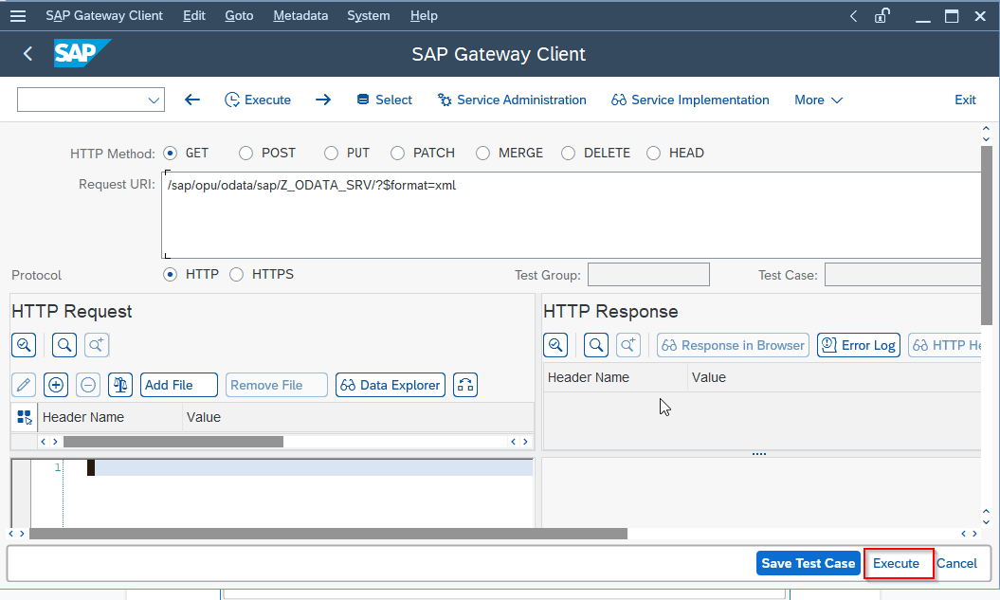 SAP Gateway Client Edit Goto Metadata System Help
SAP SAP Gateway Client
Execute Select Service Administration Service Implementation More Exit
HTTP Method: GET POST PUT PATCH MERGE DELETE HEAD
Request URI: /sap/opu/odata/sap/Z_ODATA_SRV/?$format=xml
Protocol HTTP HTTPS Test Group: Test Case:
HTTP Request HTTP Response
Response in Browser Error Log HTTP He
Add File Remove File Data Explorer
Header Name Value
Header Name Value
1
Save Test Case Execute Cancel